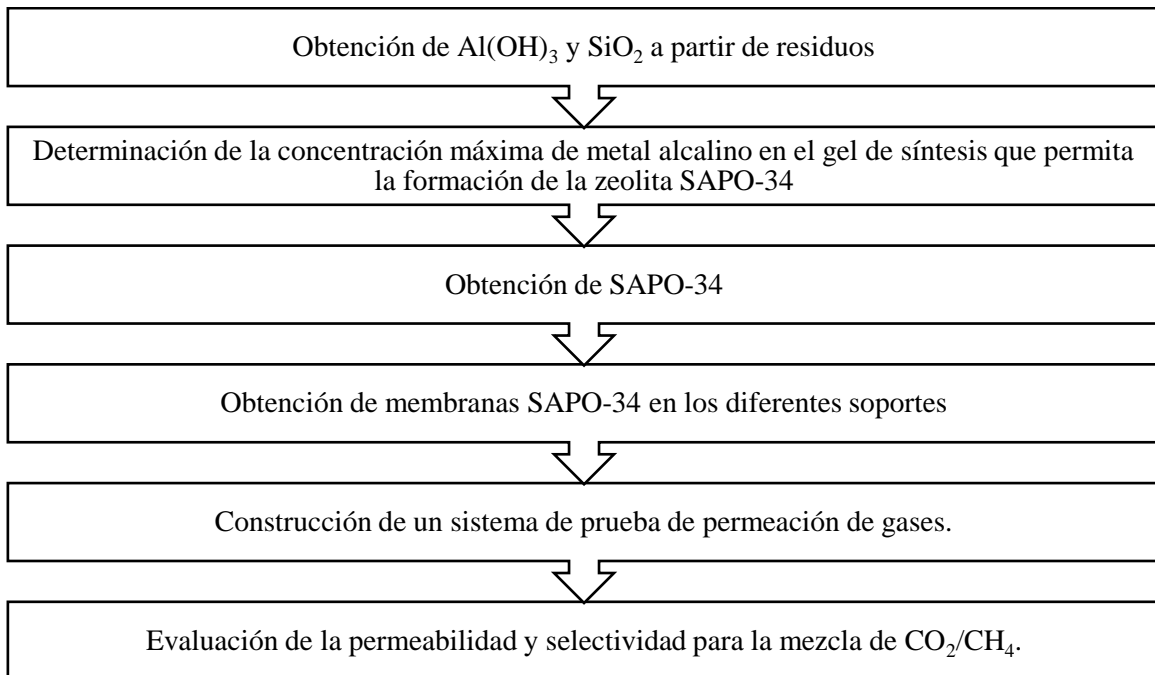 Obtención de Al(OH)₃ y SiO₂ a partir de residuos
Determinación de la concentración máxima de metal alcalino en el gel de síntesis que permita
la formación de la zeolita SAPO-34
Obtención de SAPO-34
Obtención de membranas SAPO-34 en los diferentes soportes
Construcción de un sistema de prueba de permeación de gases.
Evaluación de la permeabilidad y selectividad para la mezcla de CO₂/CH₄.